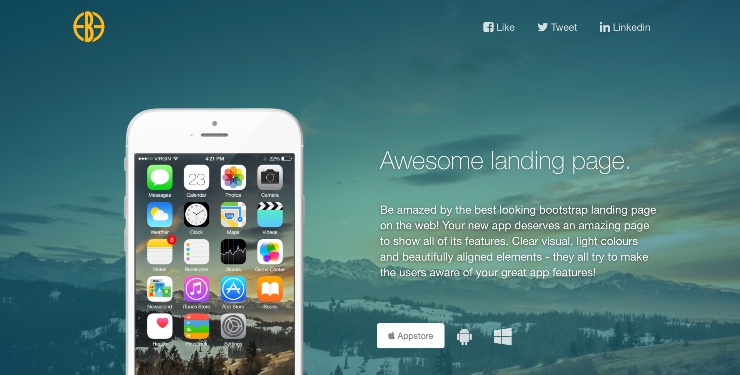 EBE
Like Tweet Linkedin
VIRGIN 4:21 PM 22%
Messages Calendar Photos Camera
23
Weather Clock Maps Videos
8
Notes Reminders Stocks Game Center
Newsstand iTunes Store App Store iBooks
Health Passbook Settings
Awesome landing page.
Be amazed by the best looking bootstrap landing page
on the web! Your new app deserves an amazing page
to show all of its features. Clear visual, light colours
and beautifully aligned elements - they all try to make
the users aware of your great app features!
Appstore